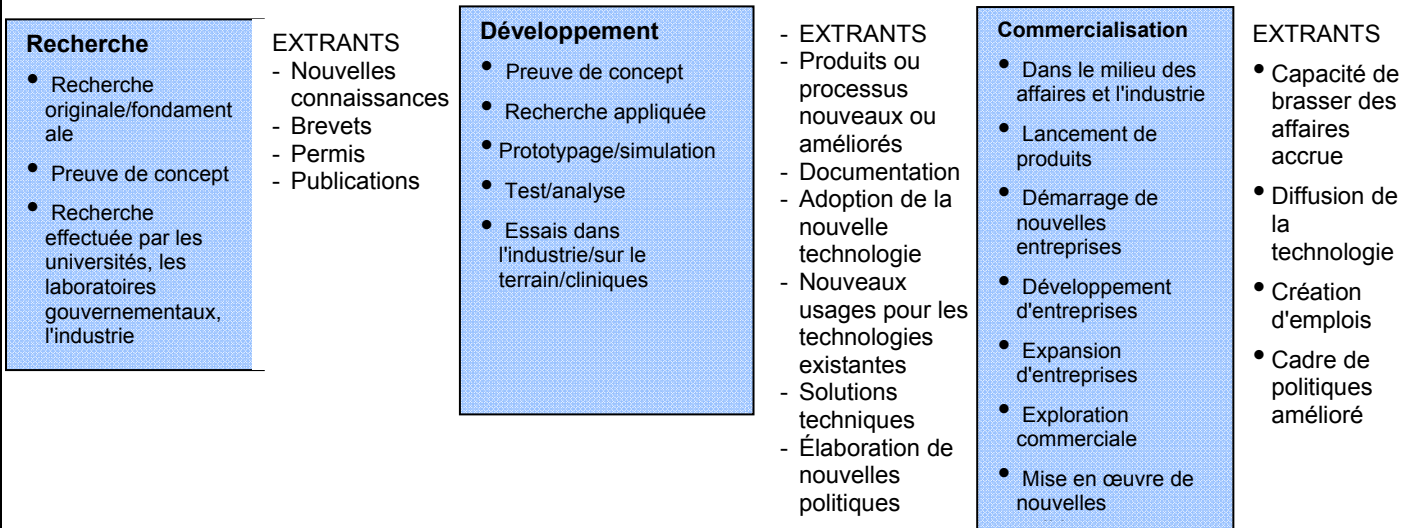 Recherche
• Recherche
originale/fondament
ale
• Preuve de concept
• Recherche
effectuée par les
universités, les
laboratoires
gouvernementaux,
l'industrie
EXTRANTS
- Nouvelles
connaissances
- Brevets
- Permis
- Publications
Développement
• Preuve de concept
• Recherche appliquée
• Prototypage/simulation
• Test/analyse
• Essais dans
l'industrie/sur le
terrain/cliniques
- EXTRANTS
- Produits ou
processus
nouveaux ou
améliorés
- Documentation
- Adoption de la
nouvelle
technologie
- Nouveaux
usages pour les
technologies
existantes
- Solutions
techniques
- Élaboration de
nouvelles
politiques
Commercialisation
• Dans le milieu des
affaires et l'industrie
• Lancement de
produits
• Démarrage de
nouvelles
entreprises
• Développement
d'entreprises
• Expansion
d'entreprises
• Exploration
commerciale
• Mise en œuvre de
nouvelles
EXTRANTS
• Capacité de
brasser des
affaires
accrue
• Diffusion de
la
technologie
• Création
d'emplois
• Cadre de
politiques
amélioré